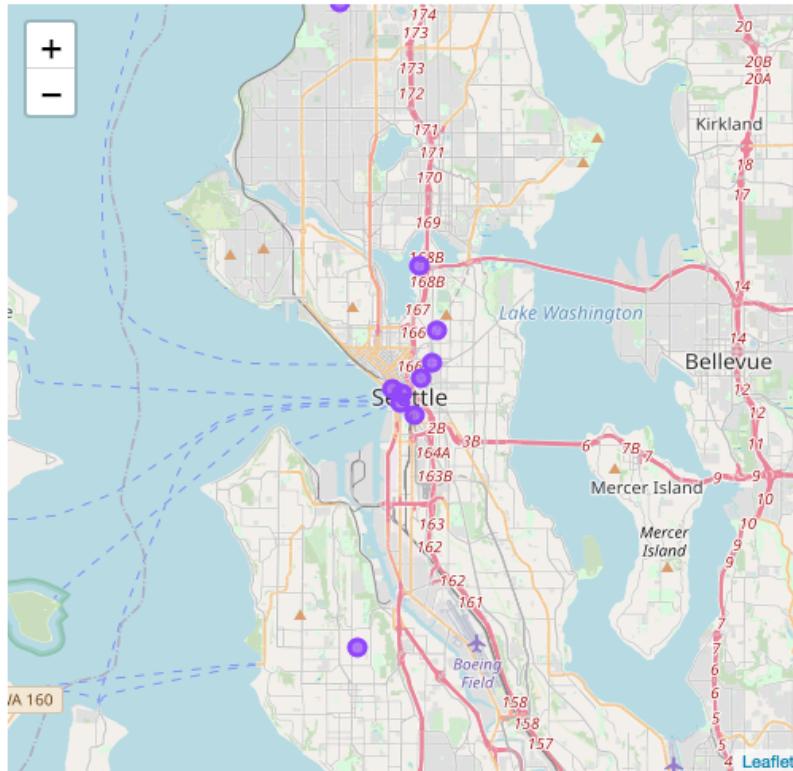 +
−
174
173
173
172
171
171
170
169
168B
168B
167
166
166
20
20B
20A
Kirkland
18
17
14
14
Lake Washington
Bellevue
Seattle
12
12
11
2B
3B
6
7B
7
9
9
164A
163B
Mercer Island
10
10
163
162
Mercer
Island
9
9
162
161
7
7
6
6
5
5
4
Boeing
Field
WA 160
158
158
157
Leaflet